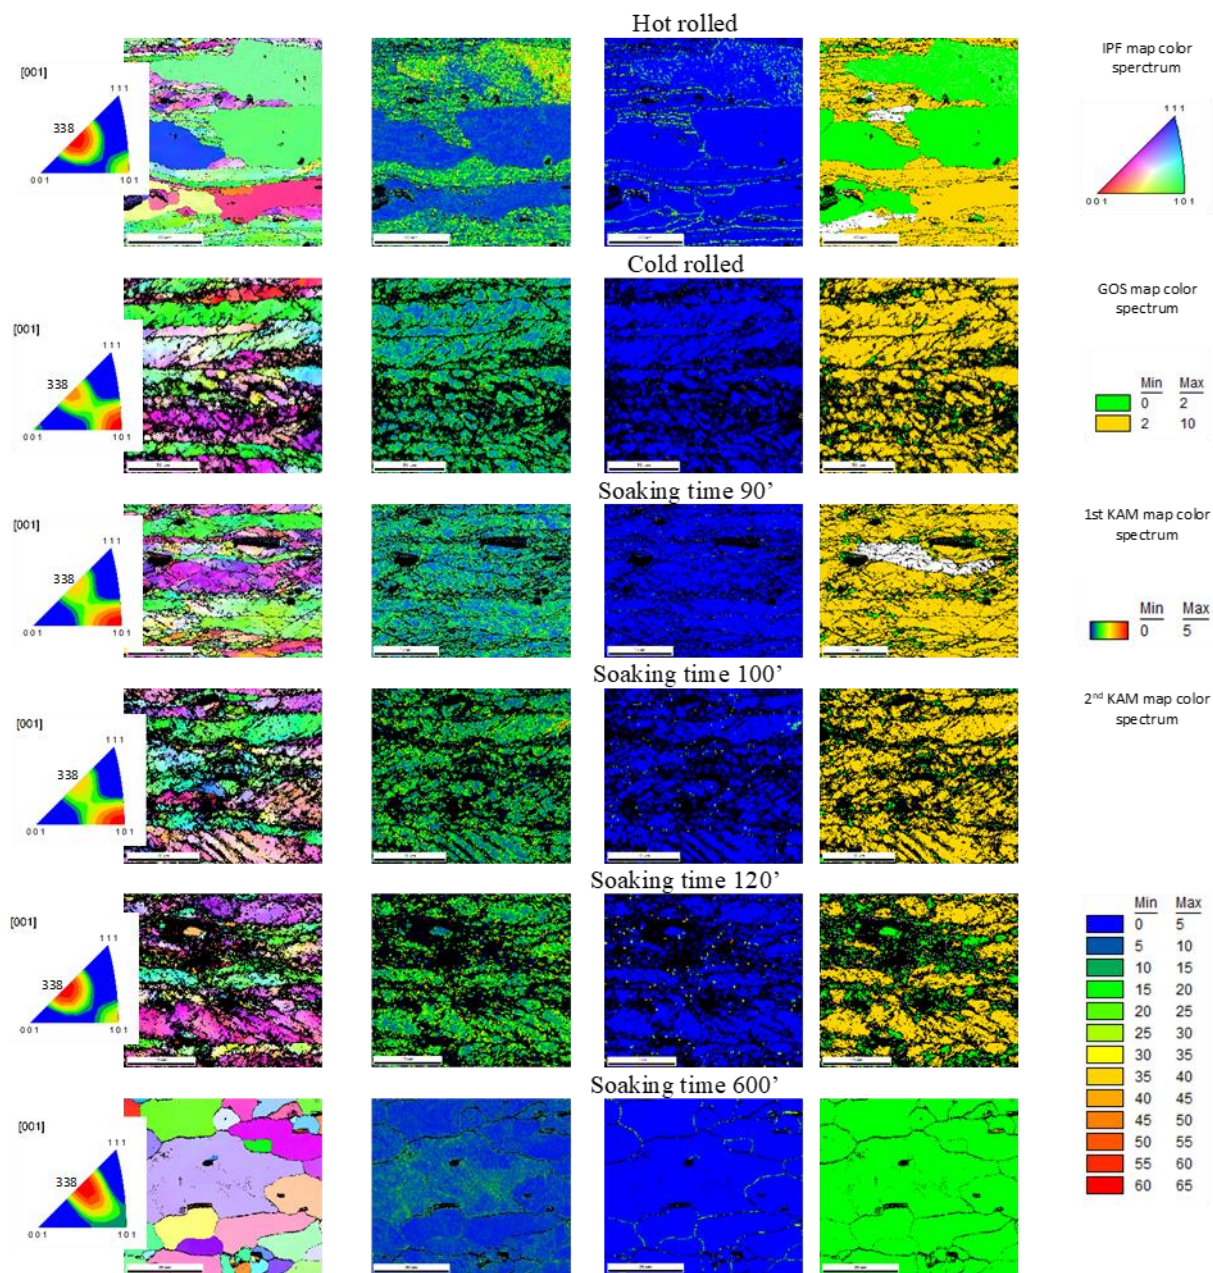 Hot rolled
[001]
111
338
001
101
IPF map color
sperctrum
111
001
101
Cold rolled
[001]
111
338
001
101
GOS map color
spectrum
Min Max
0 2
2 10
Soaking time 90’
[001]
111
338
001
101
1st KAM map color
spectrum
Min Max
0 5
Soaking time 100’
[001]
111
338
001
101
2nd KAM map color
spectrum
Soaking time 120’
[001]
111
338
001
101
Min Max
0 5
5 10
10 15
15 20
20 25
25 30
30 35
35 40
40 45
45 50
50 55
55 60
60 65
Soaking time 600’
[001]
111
338
001
101